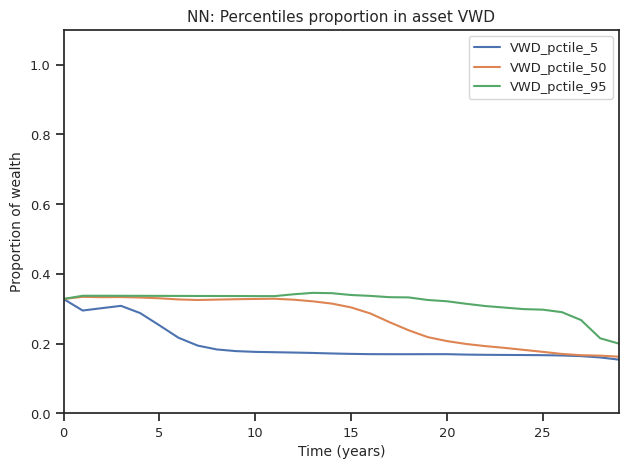 NN: Percentiles proportion in asset VWD
VWD_pctile_5
VWD_pctile_50
VWD_pctile_95
Proportion of wealth
1.0
0.8
0.6
0.4
0.2
0.0
0 5 10 15 20 25
Time (years)